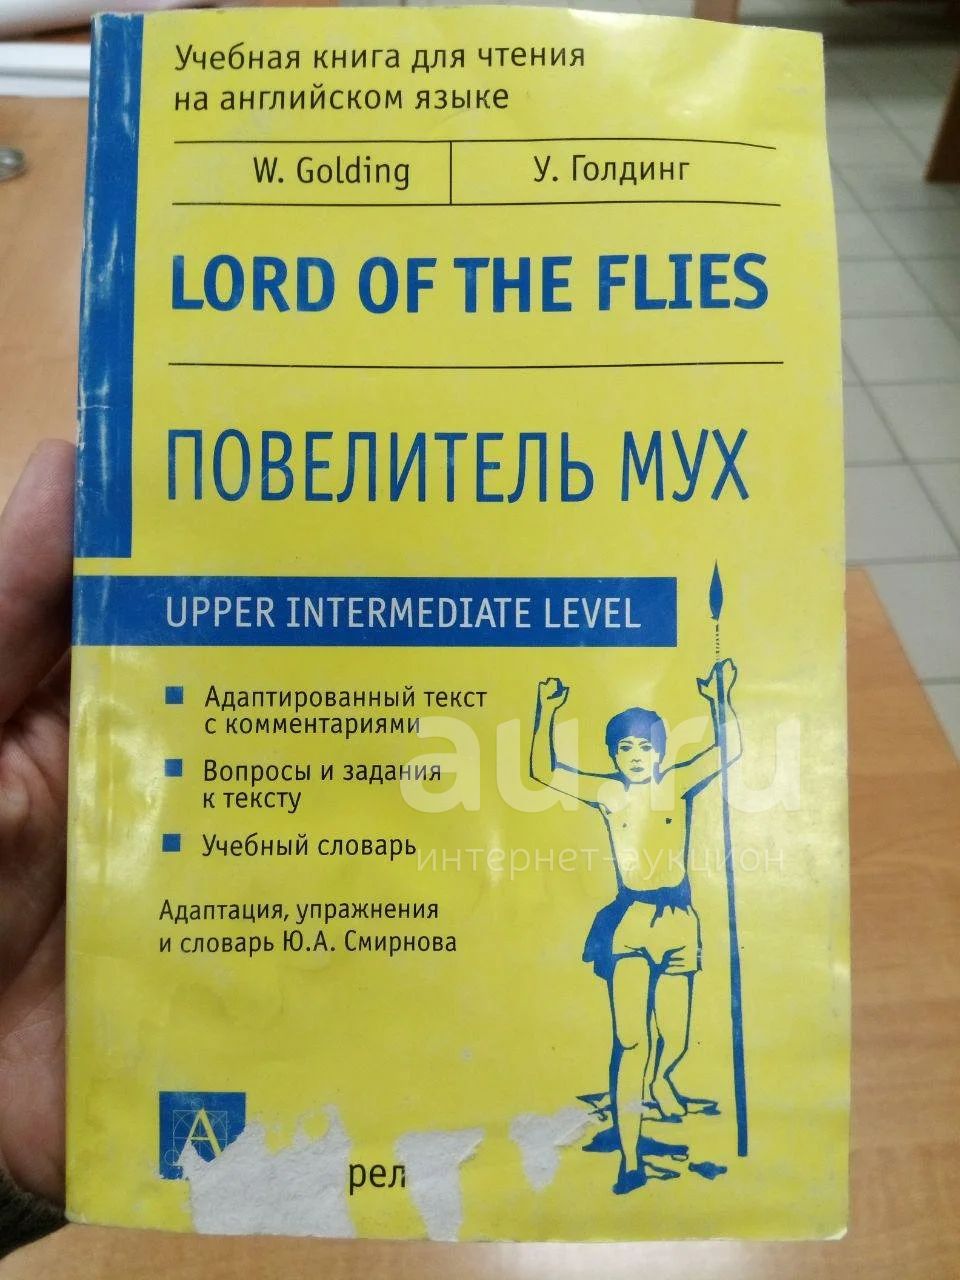 Учебная книга для чтения
на английском языке
W. Golding
У. Голдинг
LORD OF THE FLIES
ПОВЕЛИТЕЛЬ МУХ
UPPER INTERMEDIATE LEVEL
Адаптированный текст
с комментариями
Вопросы и задания
к тексту
Учебный словарь
Адаптация, упражнения
и словарь Ю.А. Смирнова
au.ru
интернет-аукцион
А
рел